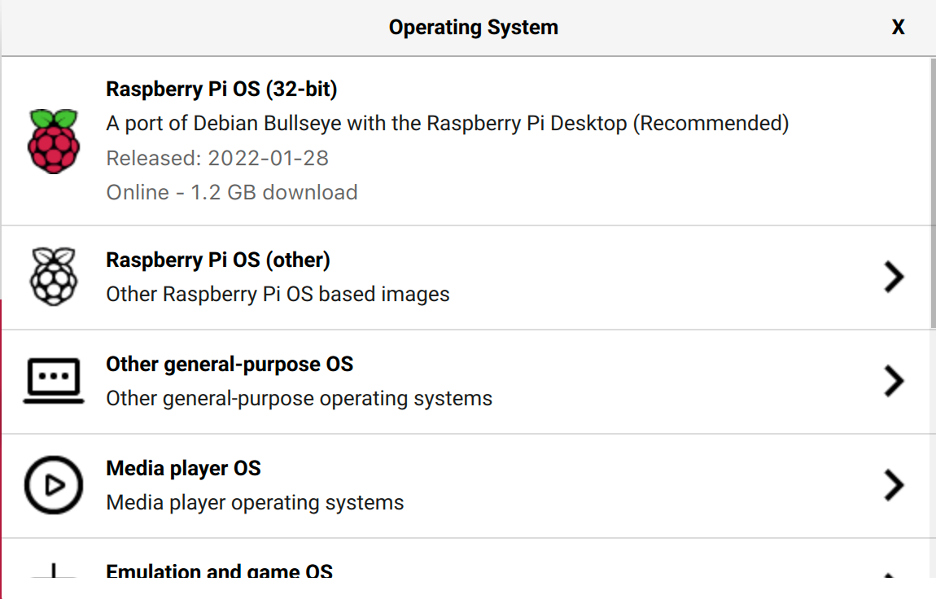 Operating System
X
Raspberry Pi OS (32-bit)
A port of Debian Bullseye with the Raspberry Pi Desktop (Recommended)
Released: 2022-01-28
Online - 1.2 GB download
Raspberry Pi OS (other)
Other Raspberry Pi OS based images
Other general-purpose OS
Other general-purpose operating systems
Media player OS
Media player operating systems
Emulation and game OS